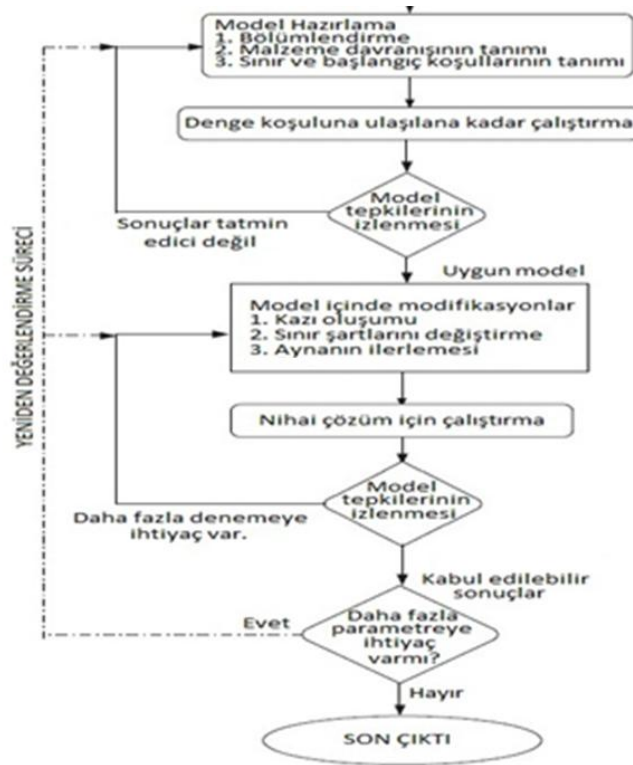 Model Hazırlama
1. Bölümlendirme
2. Malzeme davranışının tanımı
3. Sınır ve başlangıç koşullarının tanımı
Denge koşuluna ulaşılana kadar çalıştırma
Model
tepkilerinin
izlenmesi
Sonuçlar tatmin
edici değil
Uygun model
Model içinde modifikasyonlar
1. Kazı oluşumu
2. Sınır şartlarını değiştirme
3. Aynanın ilerlemesi
YENİDEN DEĞERLENDİRME SÜRECİ
Nihai çözüm için çalıştırma
Model
tepkilerinin
izlenmesi
Daha fazla denemeye
ihtiyaç var.
Kabul edilebilir
sonuçlar
Evet
Daha fazla
parametreye
ihtiyaç
varmı?
Hayır
SON ÇIKTI